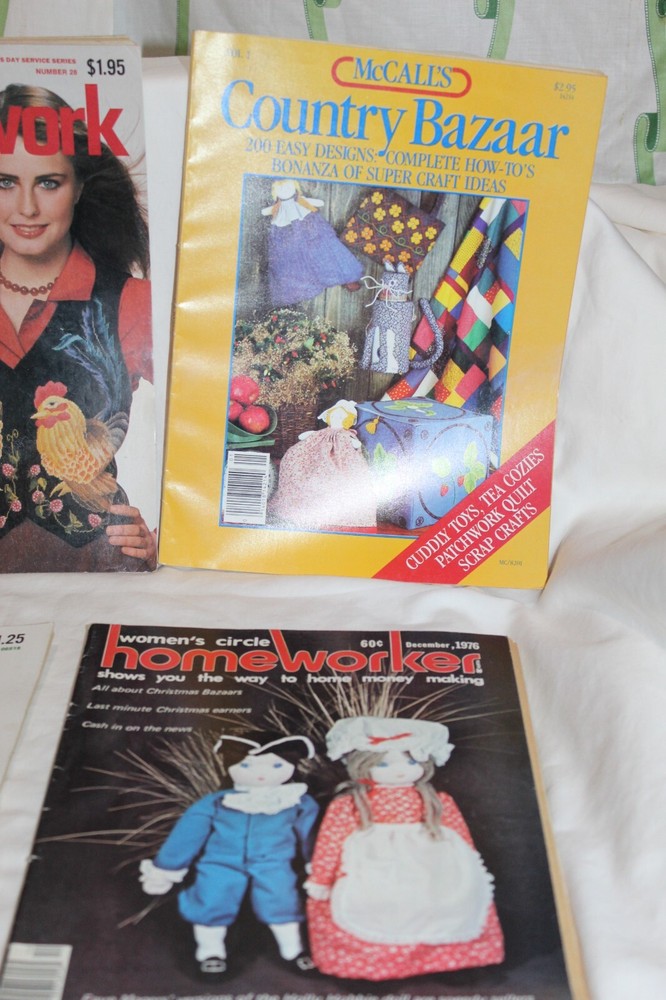 S DAY SERVICE SERIES
NUMBER 26 $1.95
work
VOL 1
McCALL'S
$2.95
Country Bazaar
200 EASY DESIGNS: COMPLETE HOW-TO'S
BONANZA OF SUPER CRAFT IDEAS
CUDDLY TOYS, TEA COZIES
PATCHWORK QUILT
SCRAP CRAFTS
.25
women's circle 60¢ December, 1976
homeworker
shows you the way to home money making
All about Christmas Bazaars
Last minute Christmas earners
Cash in on the news